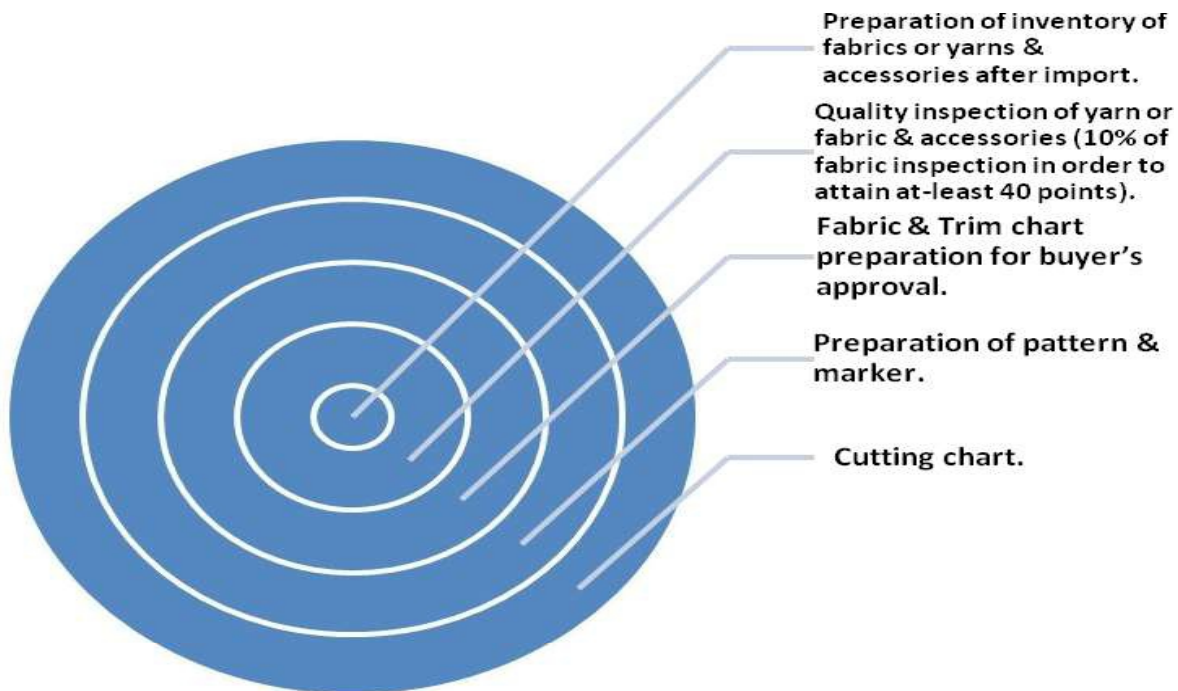 Preparation of inventory of
fabrics or yarns &
accessories after import.
Quality inspection of yarn or
fabric & accessories (10% of
fabric inspection in order to
attain at-least 40 points).
Fabric & Trim chart
preparation for buyer’s
approval.
Preparation of pattern &
marker.
Cutting chart.